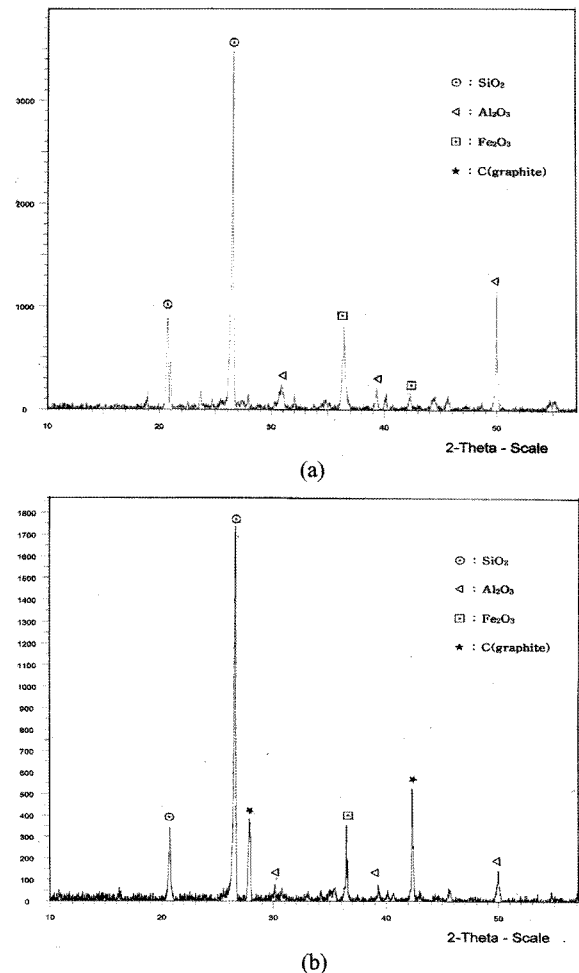 3000
2000
1000
0
10
20
30
40
50
2-Theta - Scale
⊙ : SiO₂
◁ : Al₂O₃
⊡ : Fe₂O₃
★ : C(graphite)
(a)
1800
1700
1600
1500
1400
1300
1200
1100
1000
900
800
700
600
500
400
300
200
100
0
10
20
30
40
50
2-Theta - Scale
⊙ : SiO₂
◁ : Al₂O₃
⊡ : Fe₂O₃
★ : C(graphite)
(b)